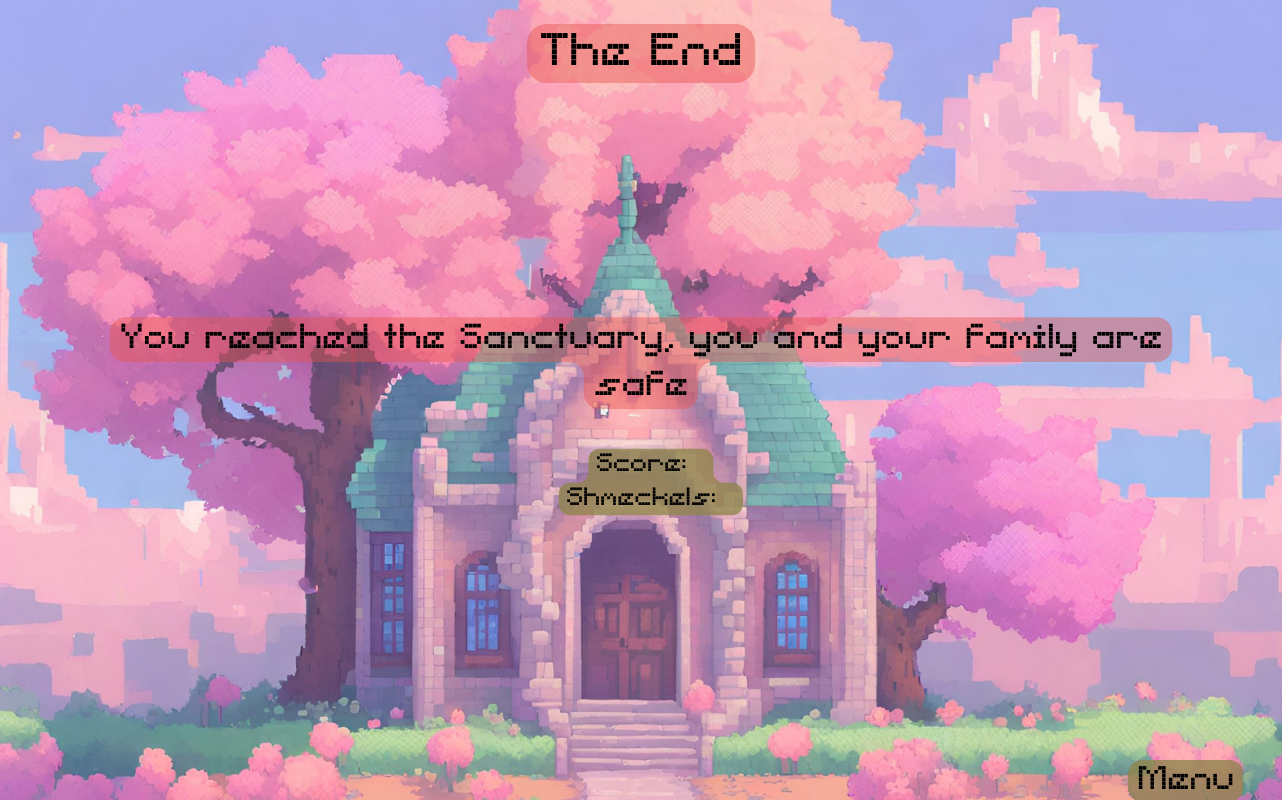 The End
You reached the Sanctuary, you and your family are
safe
Score:
Shmeckels:
Menu